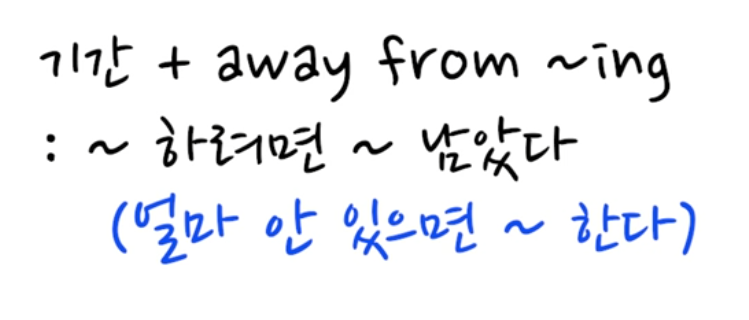 기간 + away from ~ing
: ~ 하려면 ~ 남았다
(얼마 안 있으면 ~ 한다)